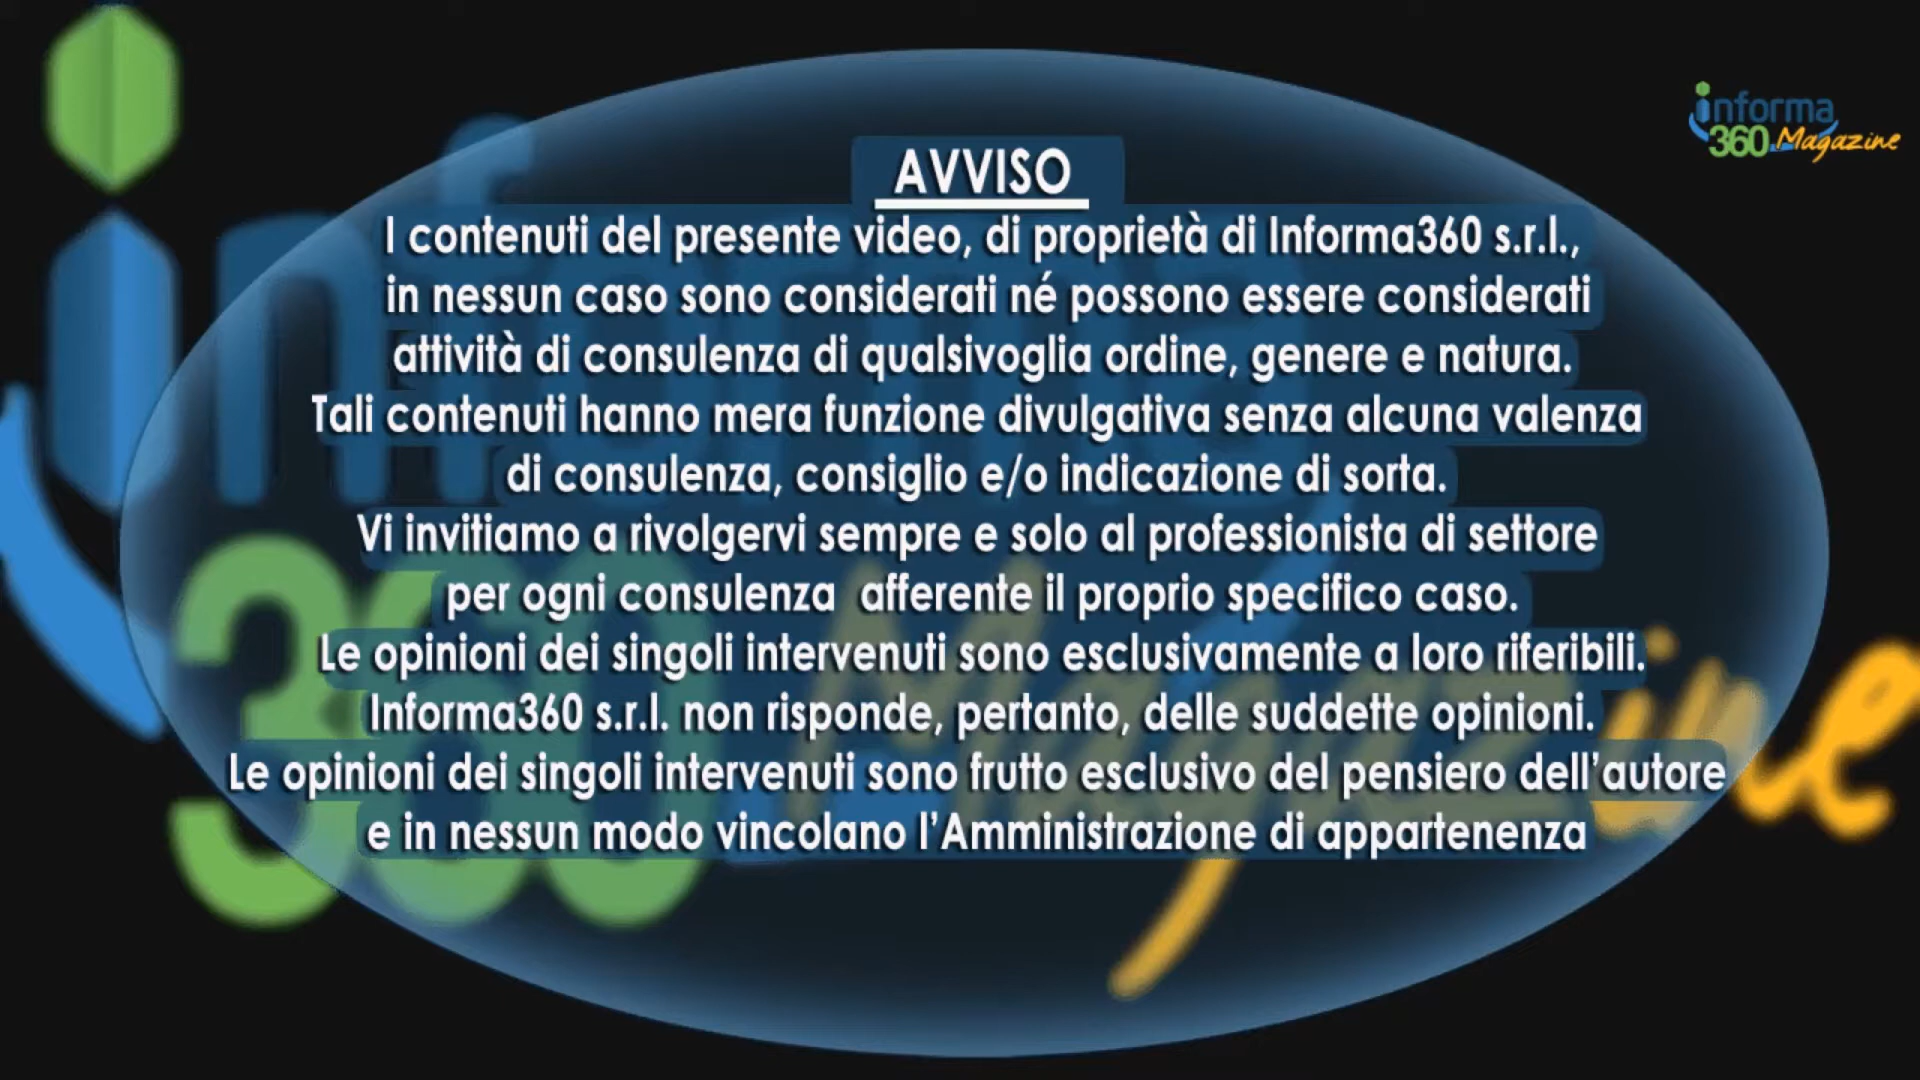 informa
360 Magazine
AVVISO
I contenuti del presente video, di proprietà di Informa360 s.r.l.,
in nessun caso sono considerati né possono essere considerati
attività di consulenza di qualsivoglia ordine, genere e natura.
Tali contenuti hanno mera funzione divulgativa senza alcuna valenza
di consulenza, consiglio e/o indicazione di sorta.
Vi invitiamo a rivolgervi sempre e solo al professionista di settore
per ogni consulenza  afferente il proprio specifico caso.
Le opinioni dei singoli intervenuti sono esclusivamente a loro riferibili.
Informa360 s.r.l. non risponde, pertanto, delle suddette opinioni.
Le opinioni dei singoli intervenuti sono frutto esclusivo del pensiero dell’autore
e in nessun modo vincolano l’Amministrazione di appartenenza
informa
360 Magazine